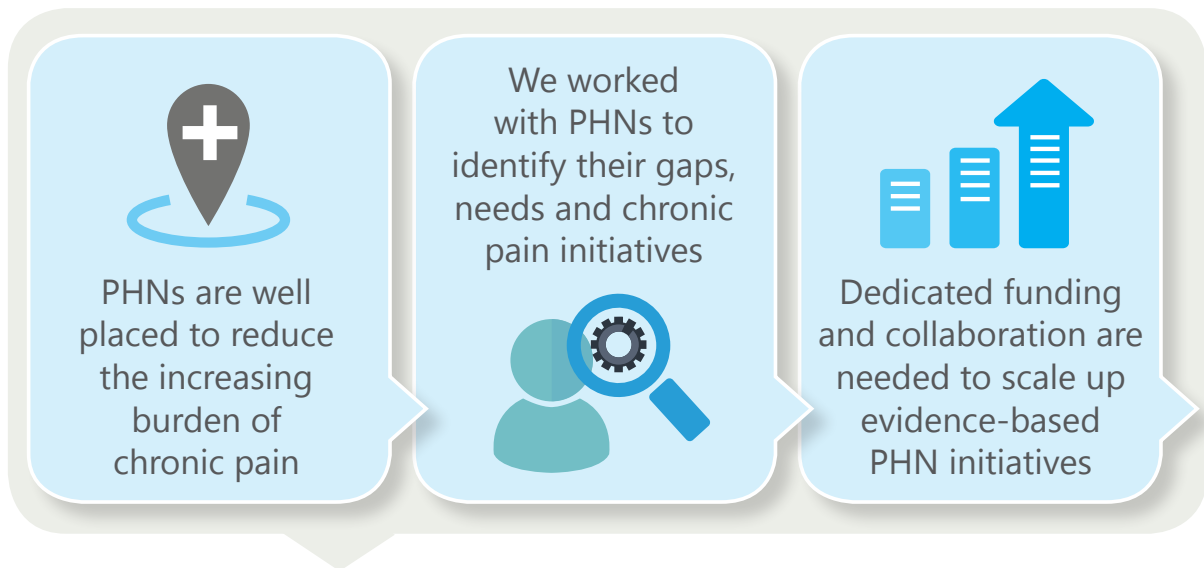 PHNs are well
placed to reduce
the increasing
burden of
chronic pain
We worked
with PHNs to
identify their gaps,
needs and chronic
pain initiatives
Dedicated funding
and collaboration are
needed to scale up
evidence-based
PHN initiatives